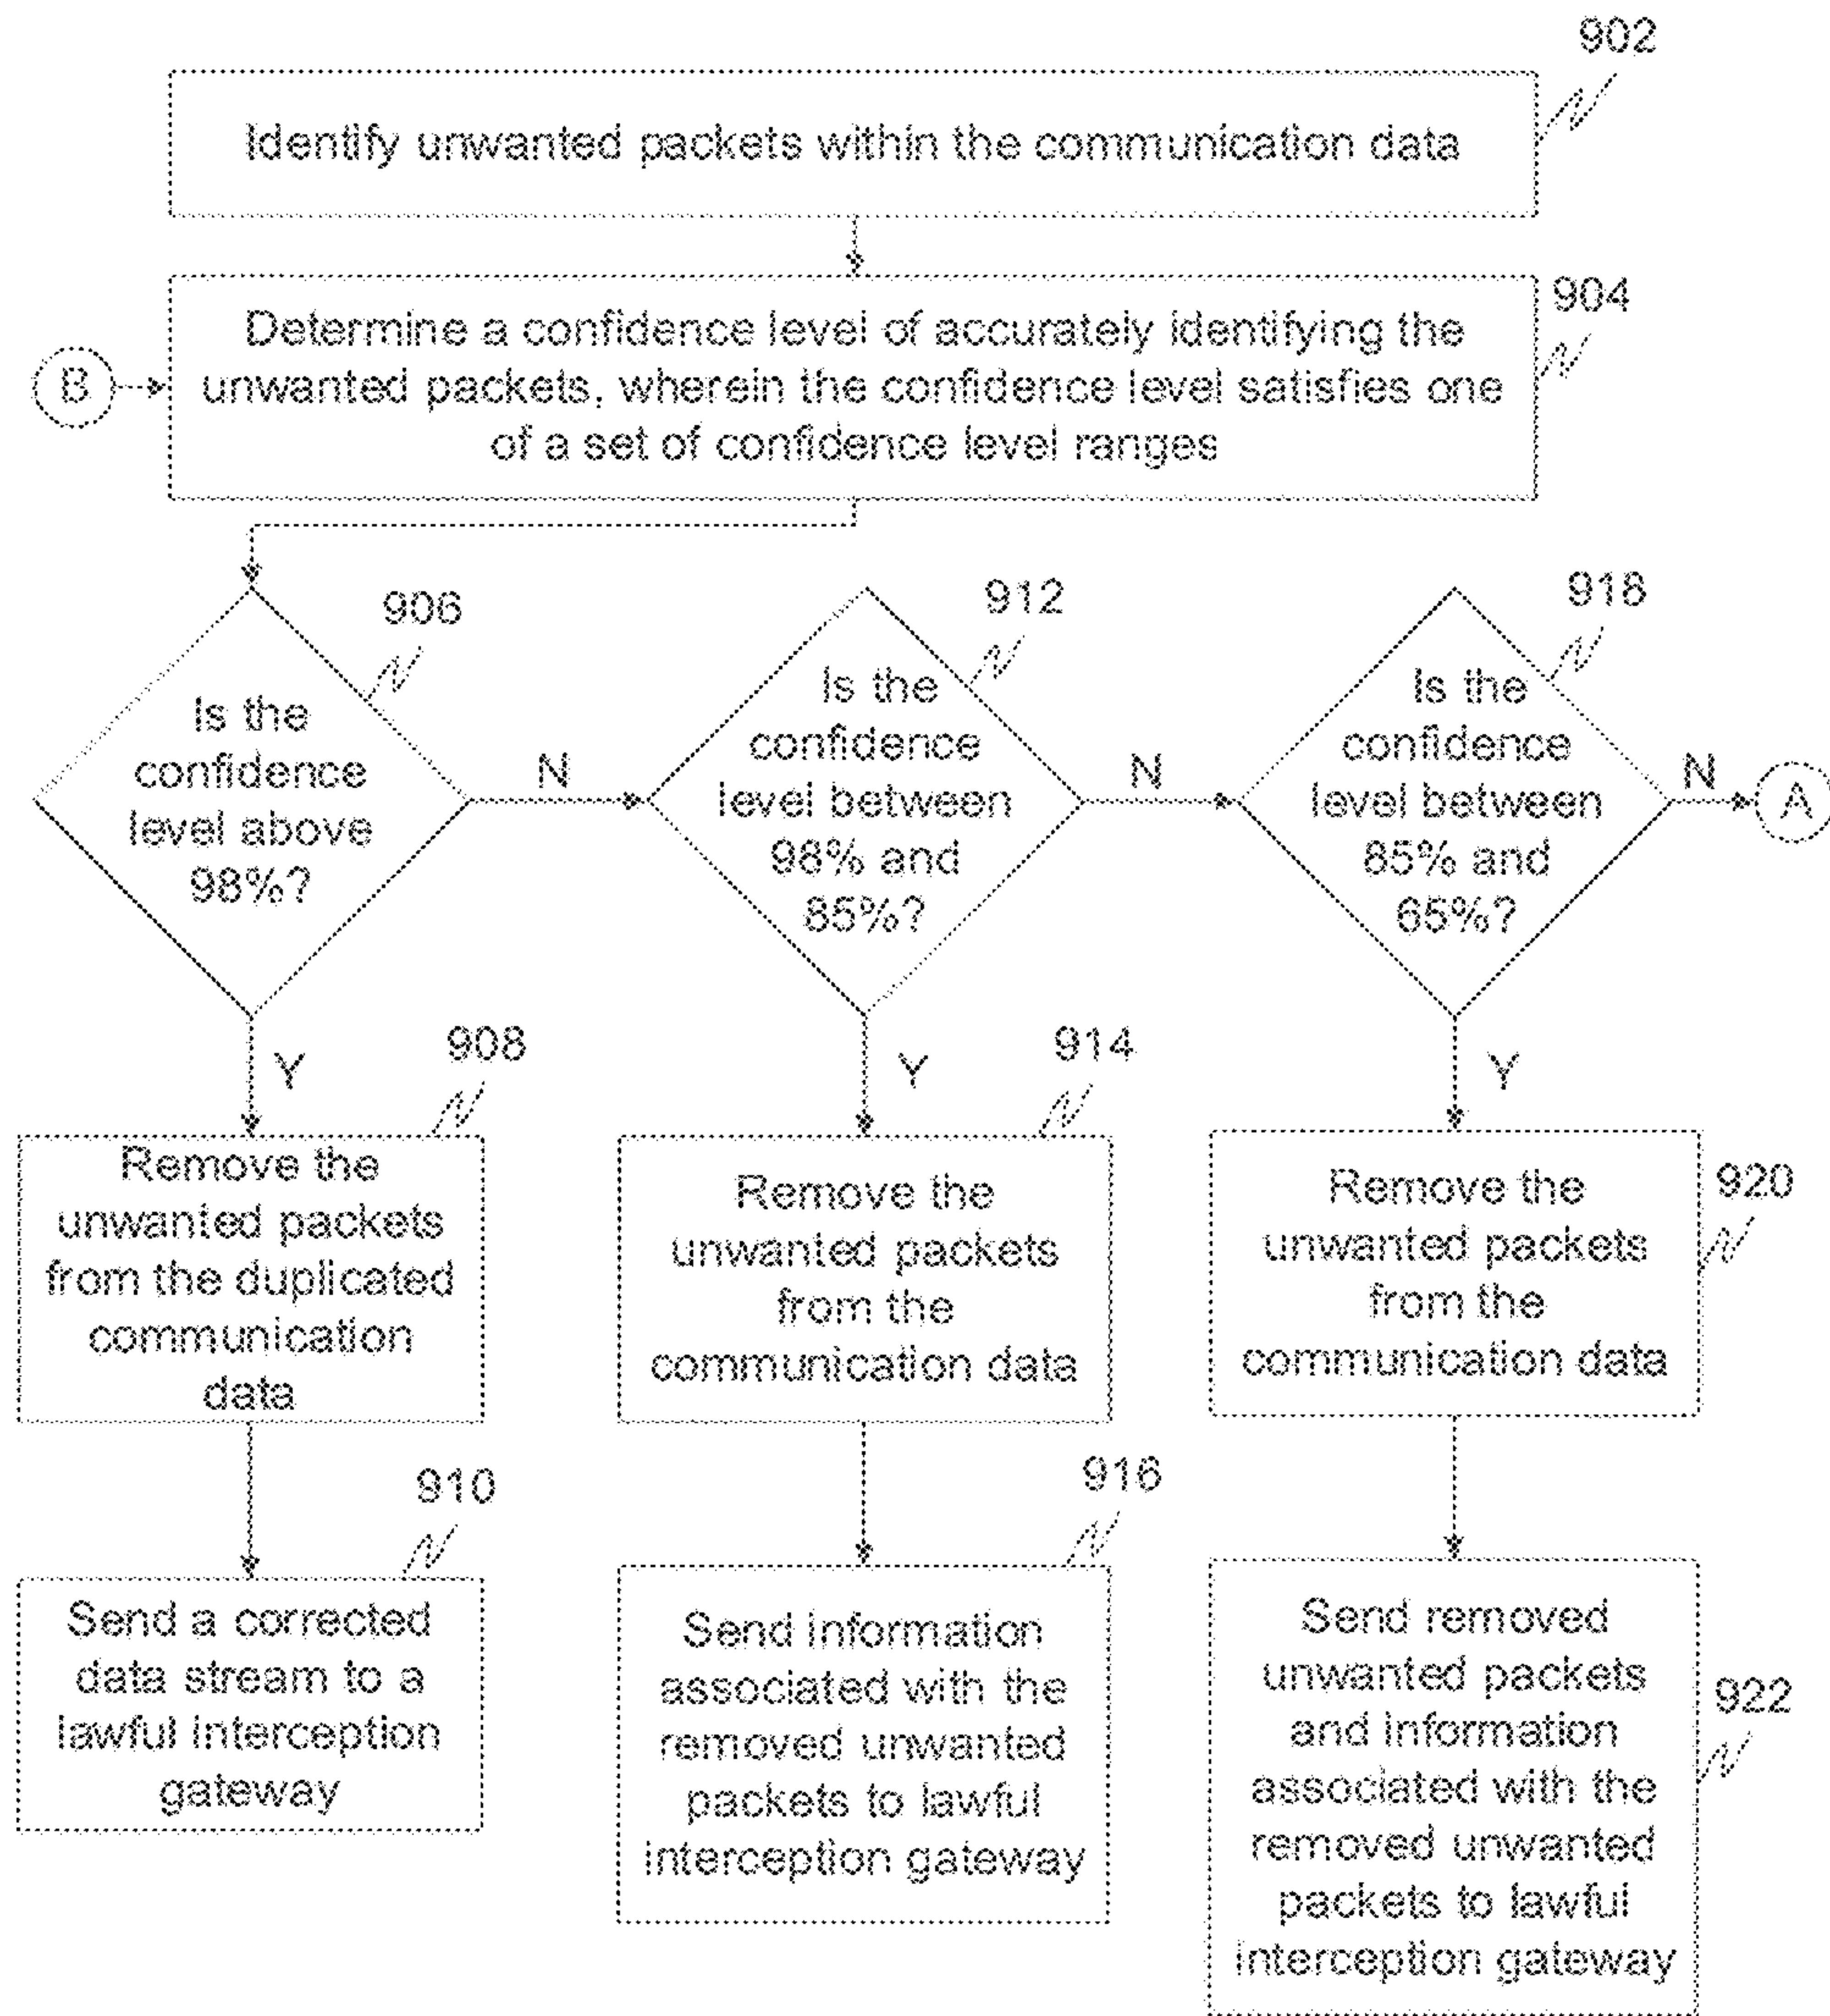 902
Identify unwanted packets within the communication data
904
Determine a confidence level of accurately identifying the
unwanted packets, wherein the confidence level satisfies one
of a set of confidence level ranges
B
906
Is the
confidence
level above
98%?
N
912
Is the
confidence
level between
98% and
85%?
N
918
Is the
confidence
level between
85% and
65%?
N
A
Y
908
Remove the
unwanted packets
from the duplicated
communication
data
Y
914
Remove the
unwanted packets
from the
communication data
Y
920
Remove the
unwanted packets
from the
communication data
910
Send a corrected
data stream to a
lawful interception
gateway
916
Send information
associated with the
removed unwanted
packets to lawful
interception gateway
922
Send removed
unwanted packets
and information
associated with the
removed unwanted
packets to lawful
interception gateway